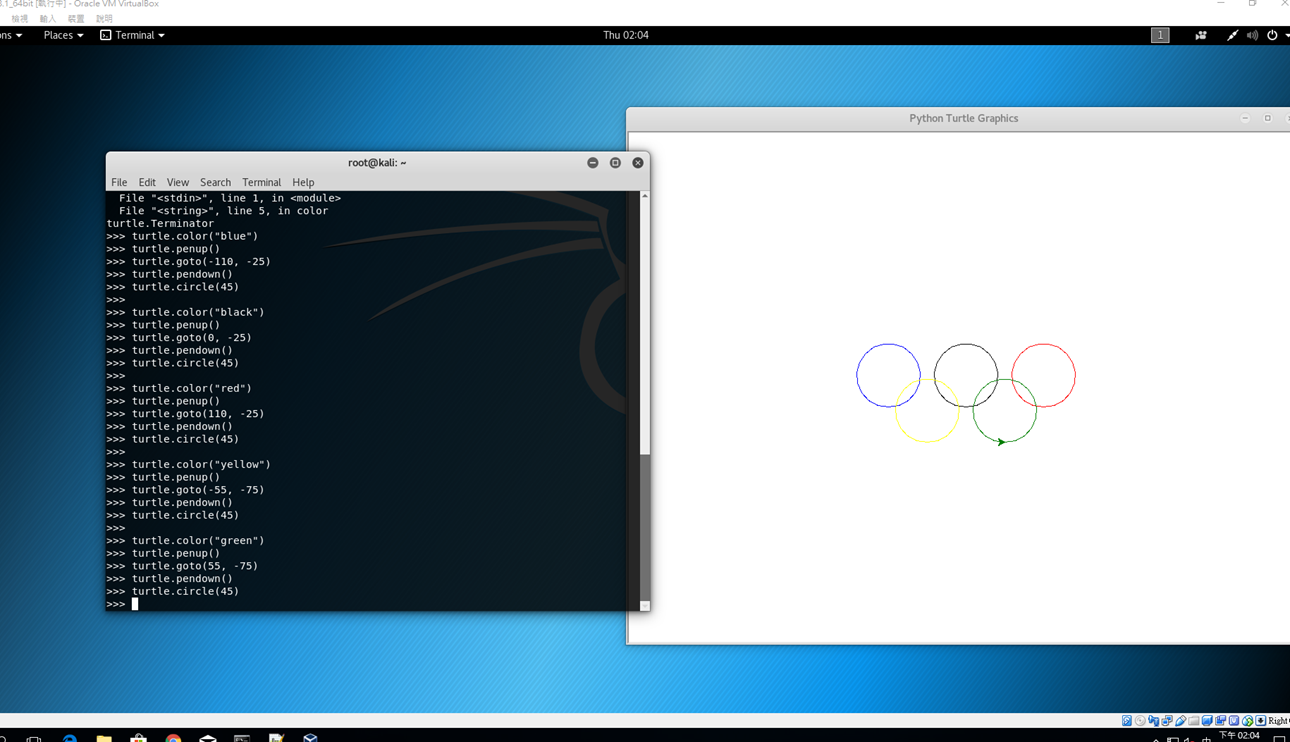 3.1_64bit [執行中] - Oracle VM VirtualBox
檢視 輸入 裝置 說明
ons Places Terminal Thu 02:04 1
Python Turtle Graphics
root@kali: ~
File Edit View Search Terminal Help
File "<stdin>", line 1, in <module>
File "<string>", line 5, in color
turtle.Terminator
>>> turtle.color("blue")
>>> turtle.penup()
>>> turtle.goto(-110, -25)
>>> turtle.pendown()
>>> turtle.circle(45)
>>>
>>> turtle.color("black")
>>> turtle.penup()
>>> turtle.goto(0, -25)
>>> turtle.pendown()
>>> turtle.circle(45)
>>>
>>> turtle.color("red")
>>> turtle.penup()
>>> turtle.goto(110, -25)
>>> turtle.pendown()
>>> turtle.circle(45)
>>>
>>> turtle.color("yellow")
>>> turtle.penup()
>>> turtle.goto(-55, -75)
>>> turtle.pendown()
>>> turtle.circle(45)
>>>
>>> turtle.color("green")
>>> turtle.penup()
>>> turtle.goto(55, -75)
>>> turtle.pendown()
>>> turtle.circle(45)
>>>
Right
中 下午 02:04